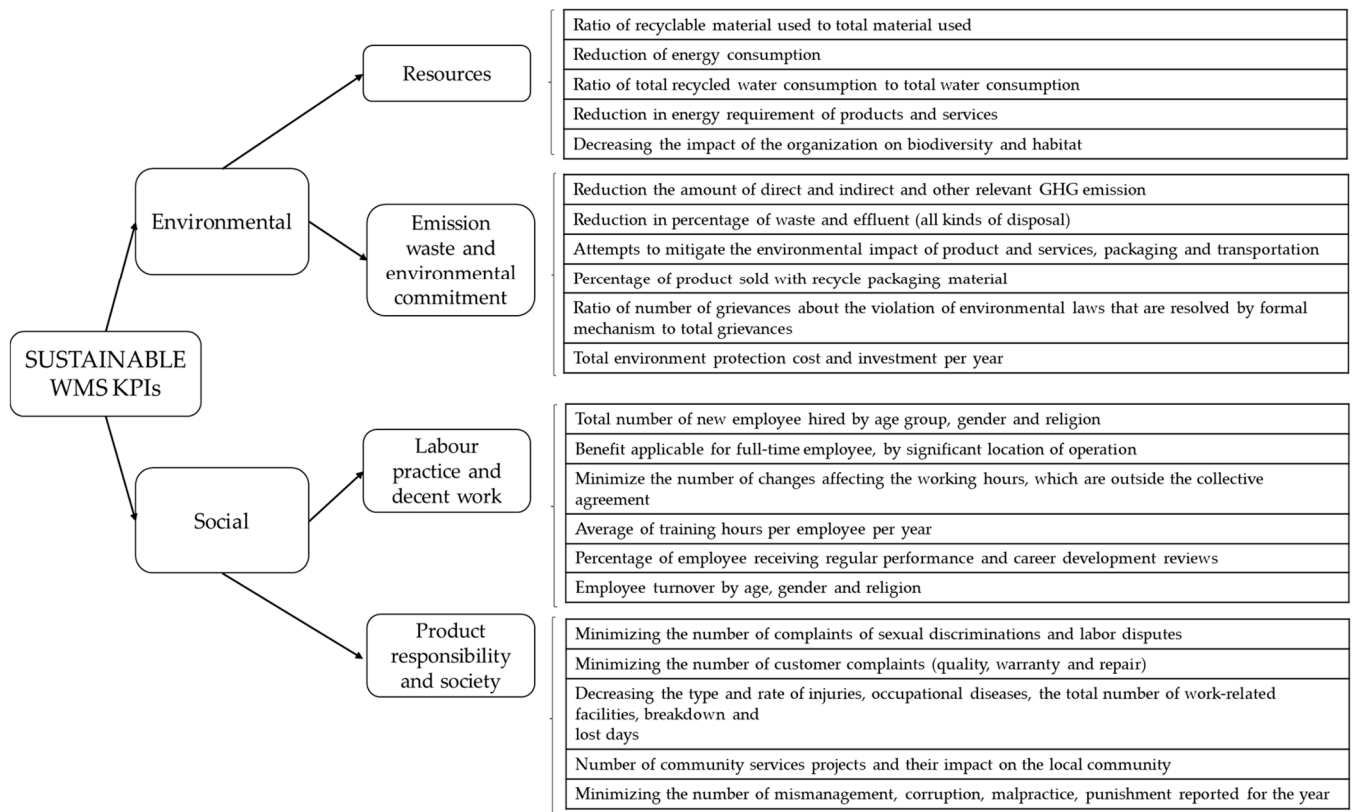 SUSTAINABLE
WMS KPIs
Environmental
Resources
Ratio of recyclable material used to total material used
Reduction of energy consumption
Ratio of total recycled water consumption to total water consumption
Reduction in energy requirement of products and services
Decreasing the impact of the organization on biodiversity and habitat
Emission
waste and
environmental
commitment
Reduction the amount of direct and indirect and other relevant GHG emission
Reduction in percentage of waste and effluent (all kinds of disposal)
Attempts to mitigate the environmental impact of product and services, packaging and transportation
Percentage of product sold with recycle packaging material
Ratio of number of grievances about the violation of environmental laws that are resolved by formal
mechanism to total grievances
Total environment protection cost and investment per year
Social
Labour
practice and
decent work
Total number of new employee hired by age group, gender and religion
Benefit applicable for full-time employee, by significant location of operation
Minimize the number of changes affecting the working hours, which are outside the collective
agreement
Average of training hours per employee per year
Percentage of employee receiving regular performance and career development reviews
Employee turnover by age, gender and religion
Product
responsibility
and society
Minimizing the number of complaints of sexual discriminations and labor disputes
Minimizing the number of customer complaints (quality, warranty and repair)
Decreasing the type and rate of injuries, occupational diseases, the total number of work-related
facilities, breakdown and
lost days
Number of community services projects and their impact on the local community
Minimizing the number of mismanagement, corruption, malpractice, punishment reported for the year